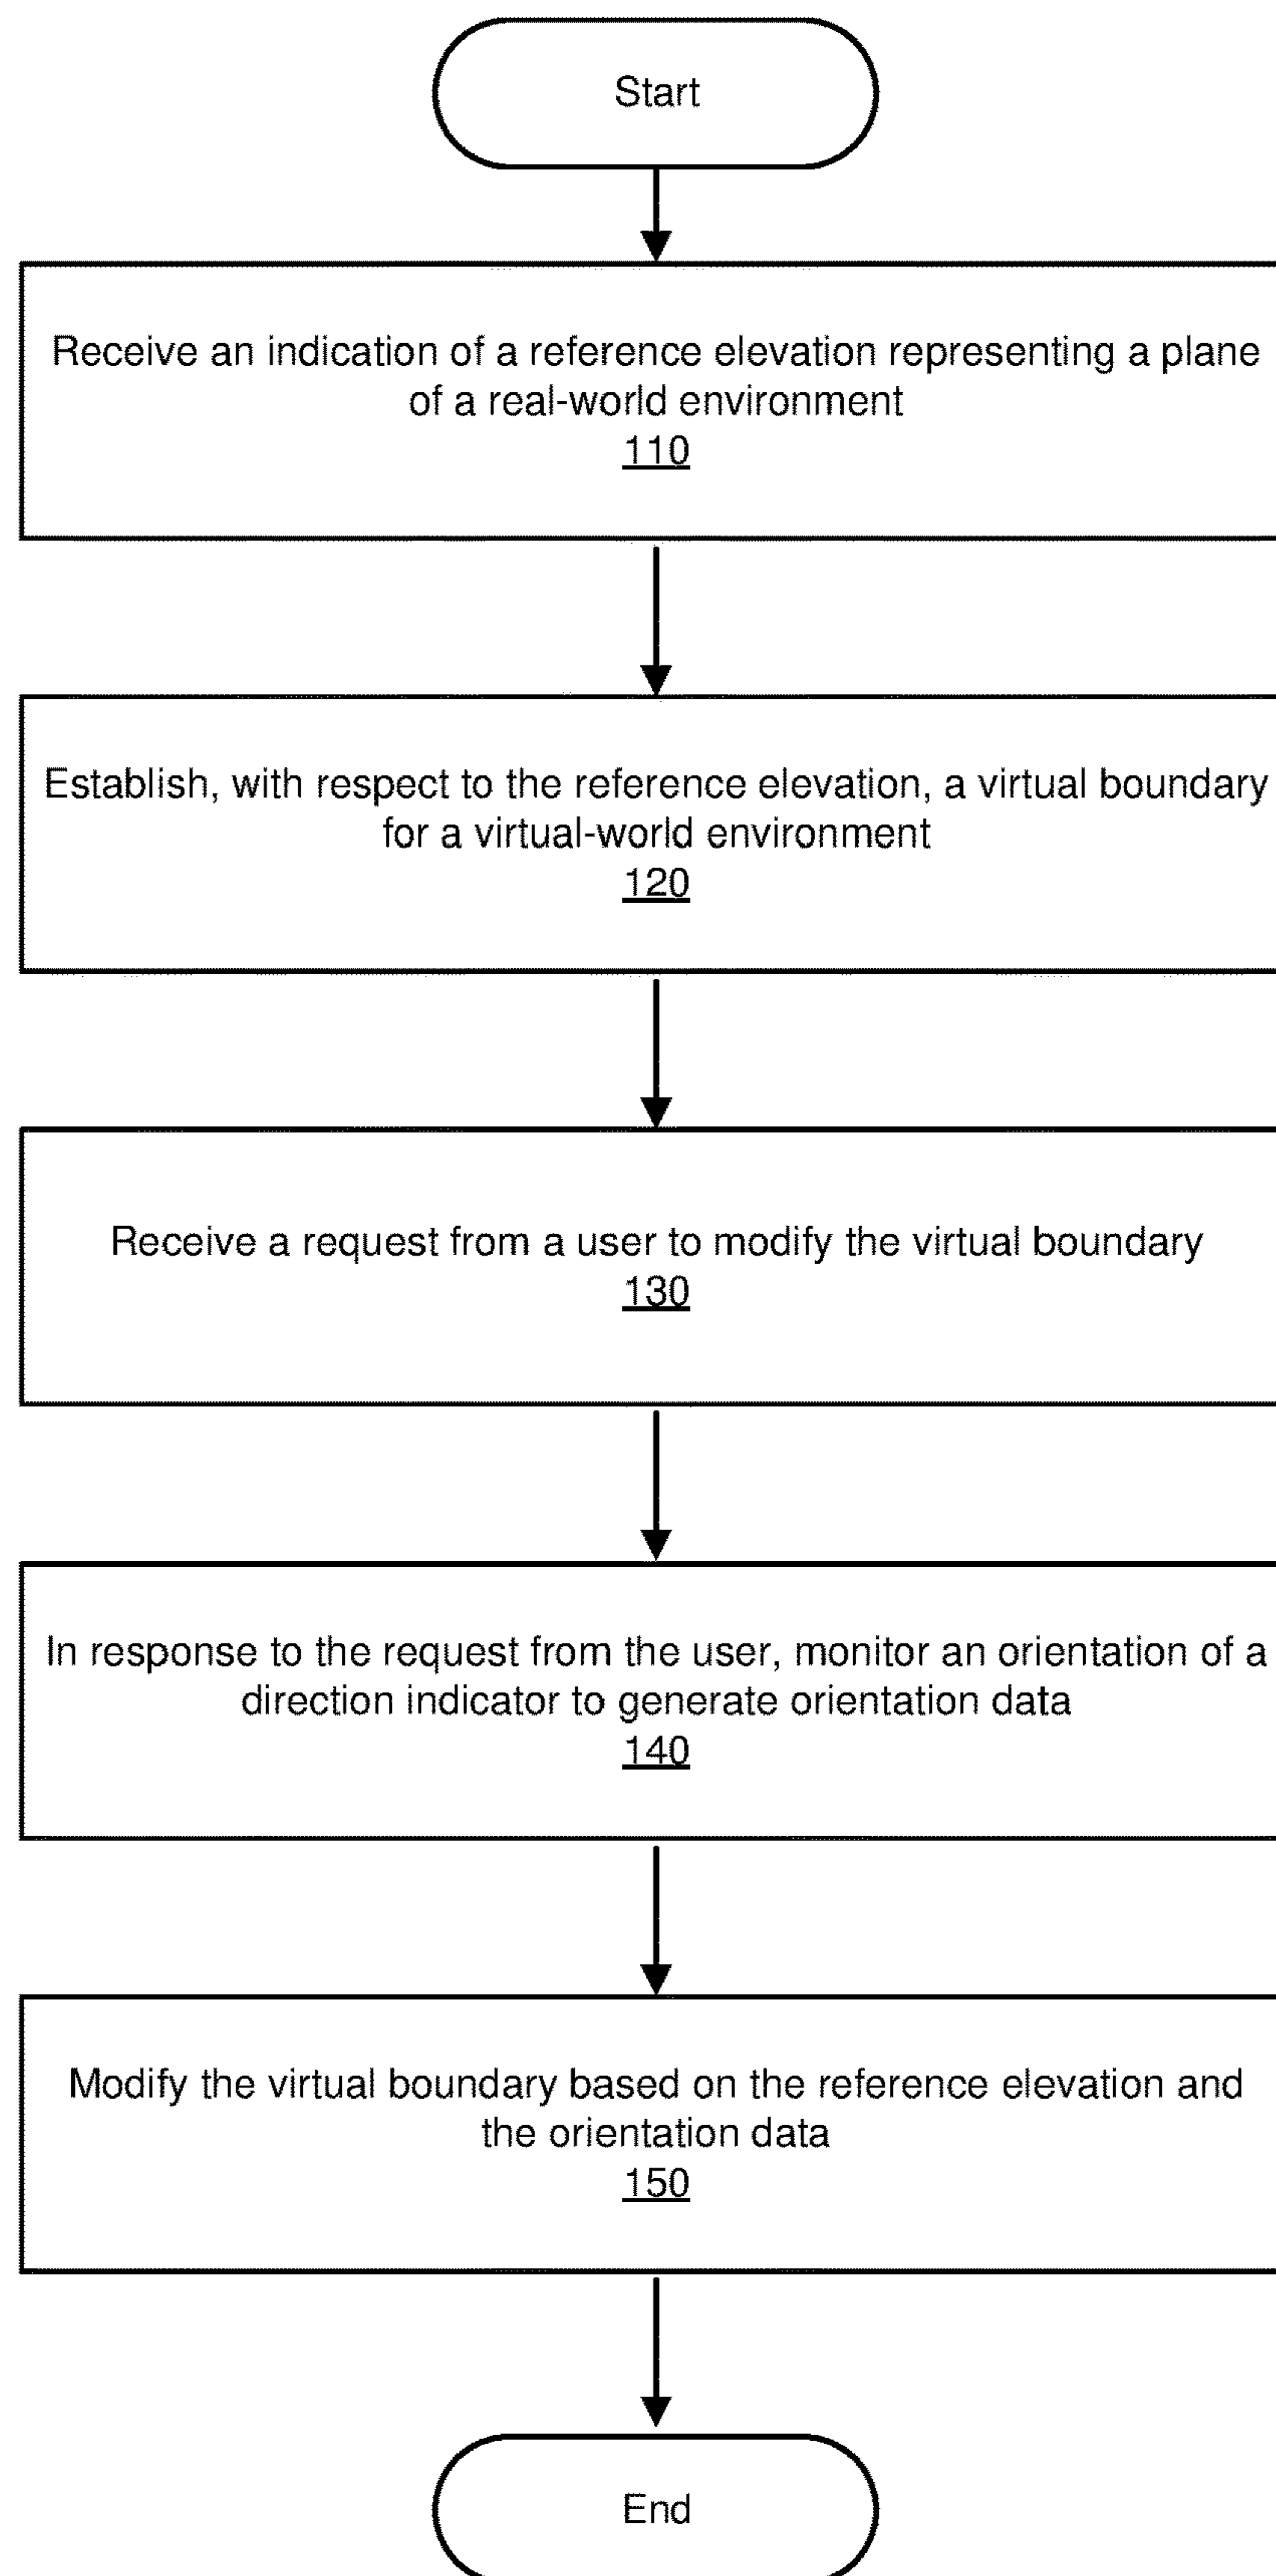 Start
Receive an indication of a reference elevation representing a plane
of a real-world environment
110
Establish, with respect to the reference elevation, a virtual boundary
for a virtual-world environment
120
Receive a request from a user to modify the virtual boundary
130
In response to the request from the user, monitor an orientation of a
direction indicator to generate orientation data
140
Modify the virtual boundary based on the reference elevation and
the orientation data
150
End